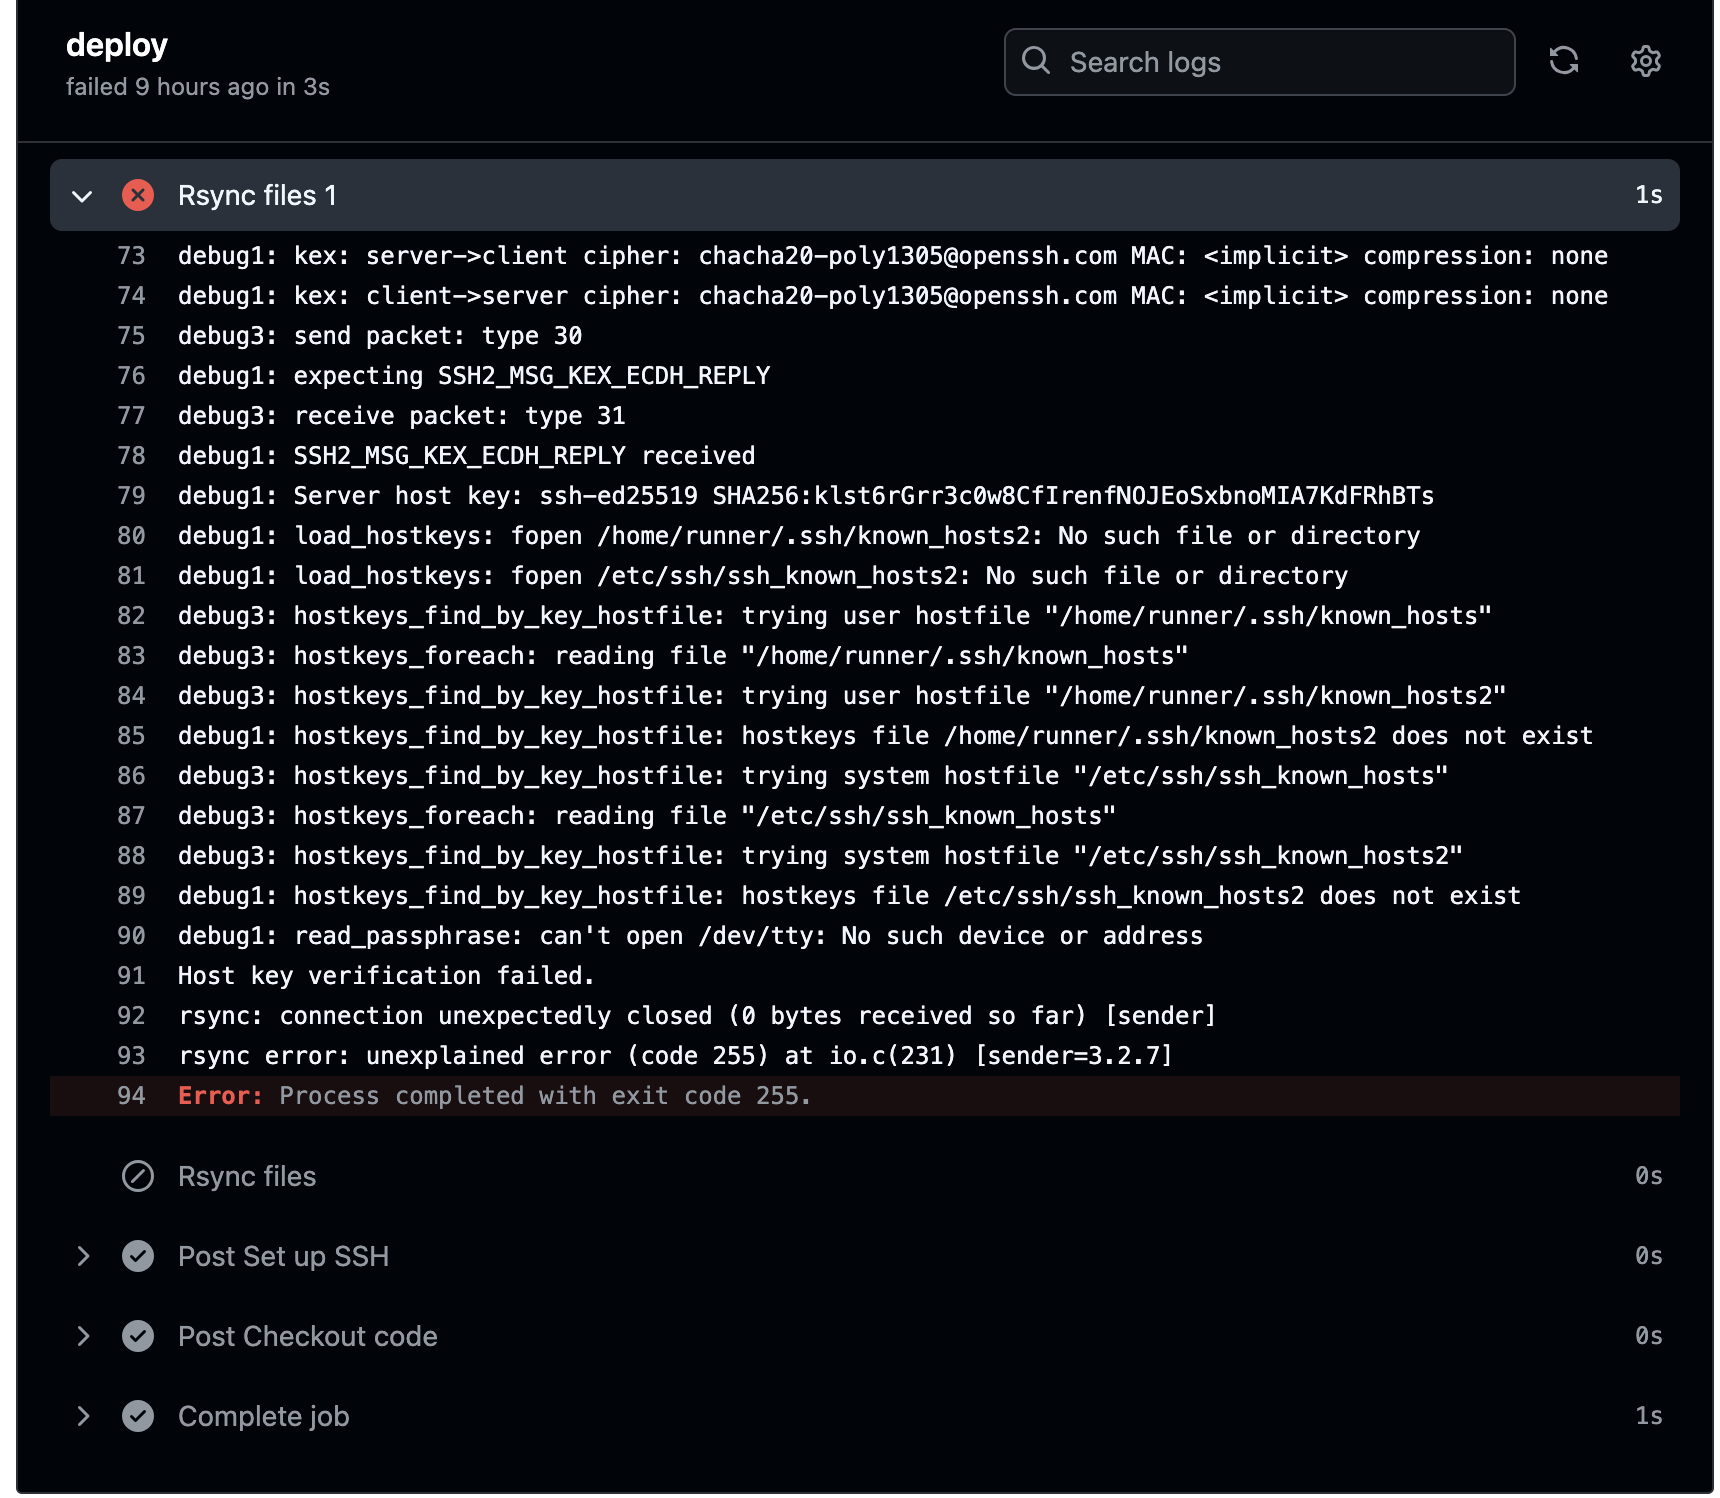 deploy
failed 9 hours ago in 3s
Search logs
Rsync files 1
1s
73 debug1: kex: server->client cipher: chacha20-poly1305@openssh.com MAC: <implicit> compression: none
74 debug1: kex: client->server cipher: chacha20-poly1305@openssh.com MAC: <implicit> compression: none
75 debug3: send packet: type 30
76 debug1: expecting SSH2_MSG_KEX_ECDH_REPLY
77 debug3: receive packet: type 31
78 debug1: SSH2_MSG_KEX_ECDH_REPLY received
79 debug1: Server host key: ssh-ed25519 SHA256:klst6rGrr3c0w8CfIrenfNOJEoSxbnoMIA7KdFRhBTs
80 debug1: load_hostkeys: fopen /home/runner/.ssh/known_hosts2: No such file or directory
81 debug1: load_hostkeys: fopen /etc/ssh/ssh_known_hosts2: No such file or directory
82 debug3: hostkeys_find_by_key_hostfile: trying user hostfile "/home/runner/.ssh/known_hosts"
83 debug3: hostkeys_foreach: reading file "/home/runner/.ssh/known_hosts"
84 debug3: hostkeys_find_by_key_hostfile: trying user hostfile "/home/runner/.ssh/known_hosts2"
85 debug1: hostkeys_find_by_key_hostfile: hostkeys file /home/runner/.ssh/known_hosts2 does not exist
86 debug3: hostkeys_find_by_key_hostfile: trying system hostfile "/etc/ssh/ssh_known_hosts"
87 debug3: hostkeys_foreach: reading file "/etc/ssh/ssh_known_hosts"
88 debug3: hostkeys_find_by_key_hostfile: trying system hostfile "/etc/ssh/ssh_known_hosts2"
89 debug1: hostkeys_find_by_key_hostfile: hostkeys file /etc/ssh/ssh_known_hosts2 does not exist
90 debug1: read_passphrase: can't open /dev/tty: No such device or address
91 Host key verification failed.
92 rsync: connection unexpectedly closed (0 bytes received so far) [sender]
93 rsync error: unexplained error (code 255) at io.c(231) [sender=3.2.7]
94 Error: Process completed with exit code 255.
Rsync files
0s
Post Set up SSH
0s
Post Checkout code
0s
Complete job
1s